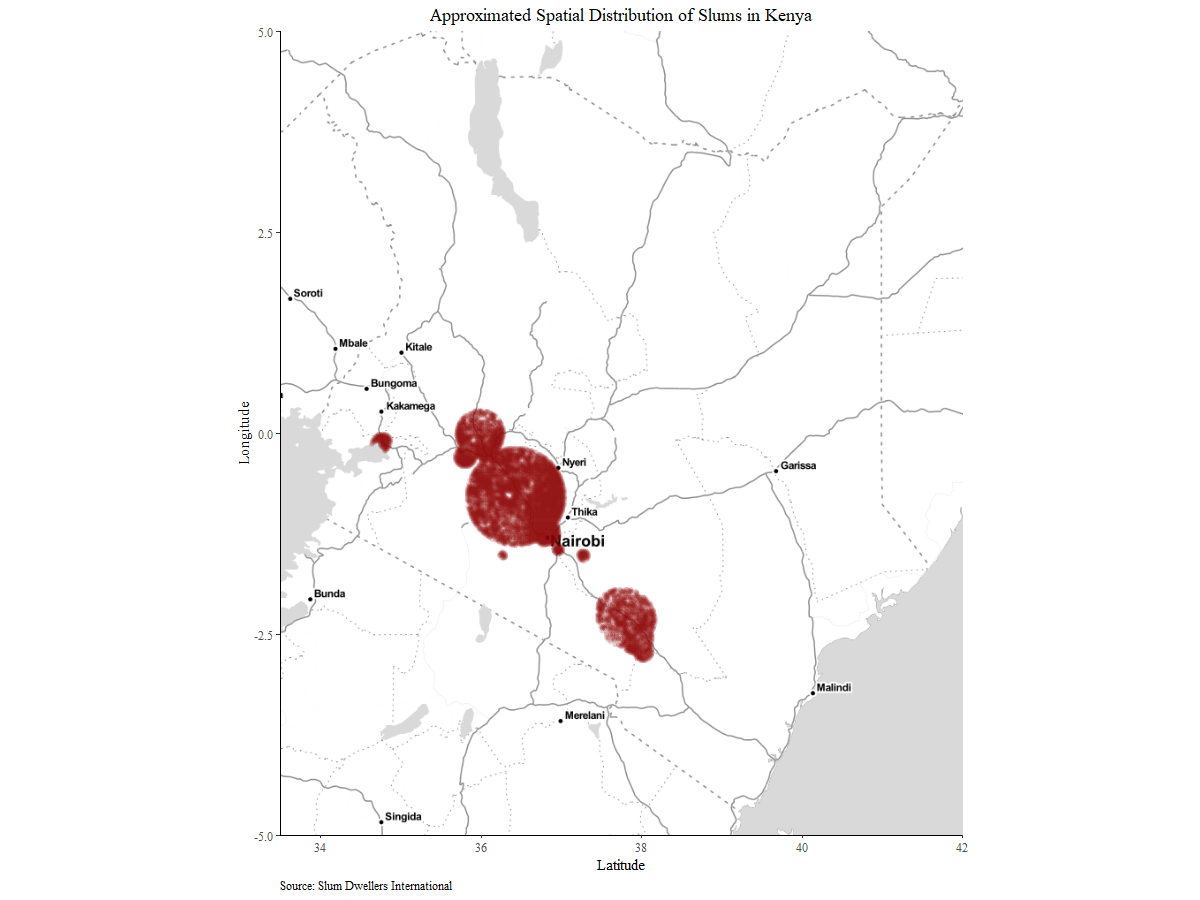 Approximated Spatial Distribution of Slums in Kenya
5.0
2.5
Soroti
Mbale
Kitale
Bungoma
Kakamega
0.0
Longitude
Nyeri
Garissa
Thika
Nairobi
Bunda
-2.5
Malindi
Merelani
Singida
-5.0
34 36 38 40 42
Latitude
Source: Slum Dwellers International